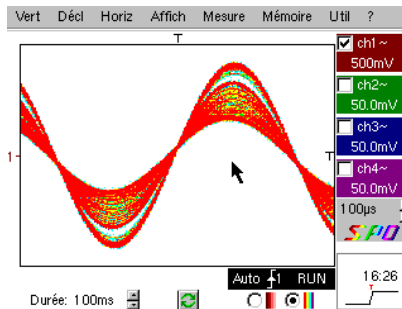 Vert Décl Horiz Affich Mesure Mémoire Util ?
T
ch1~
500mV
ch2~
50.0mV
ch3~
50.0mV
ch4~
50.0mV
1
T
100µs
SPO
16:26
Auto 1 RUN
Durée: 100ms